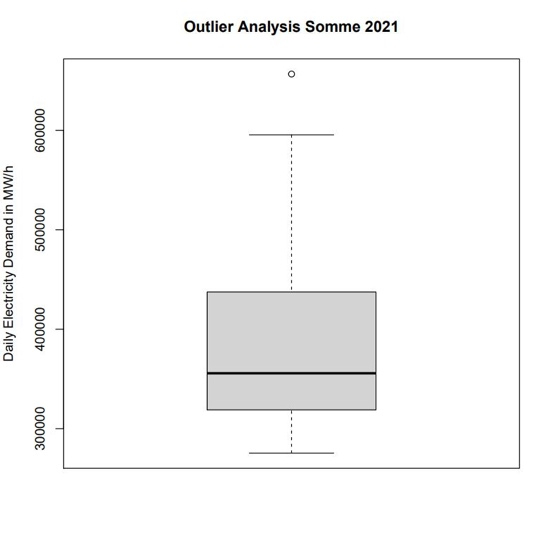 Outlier Analysis Somme 2021
Daily Electricity Demand in MW/h
600000
500000
400000
300000